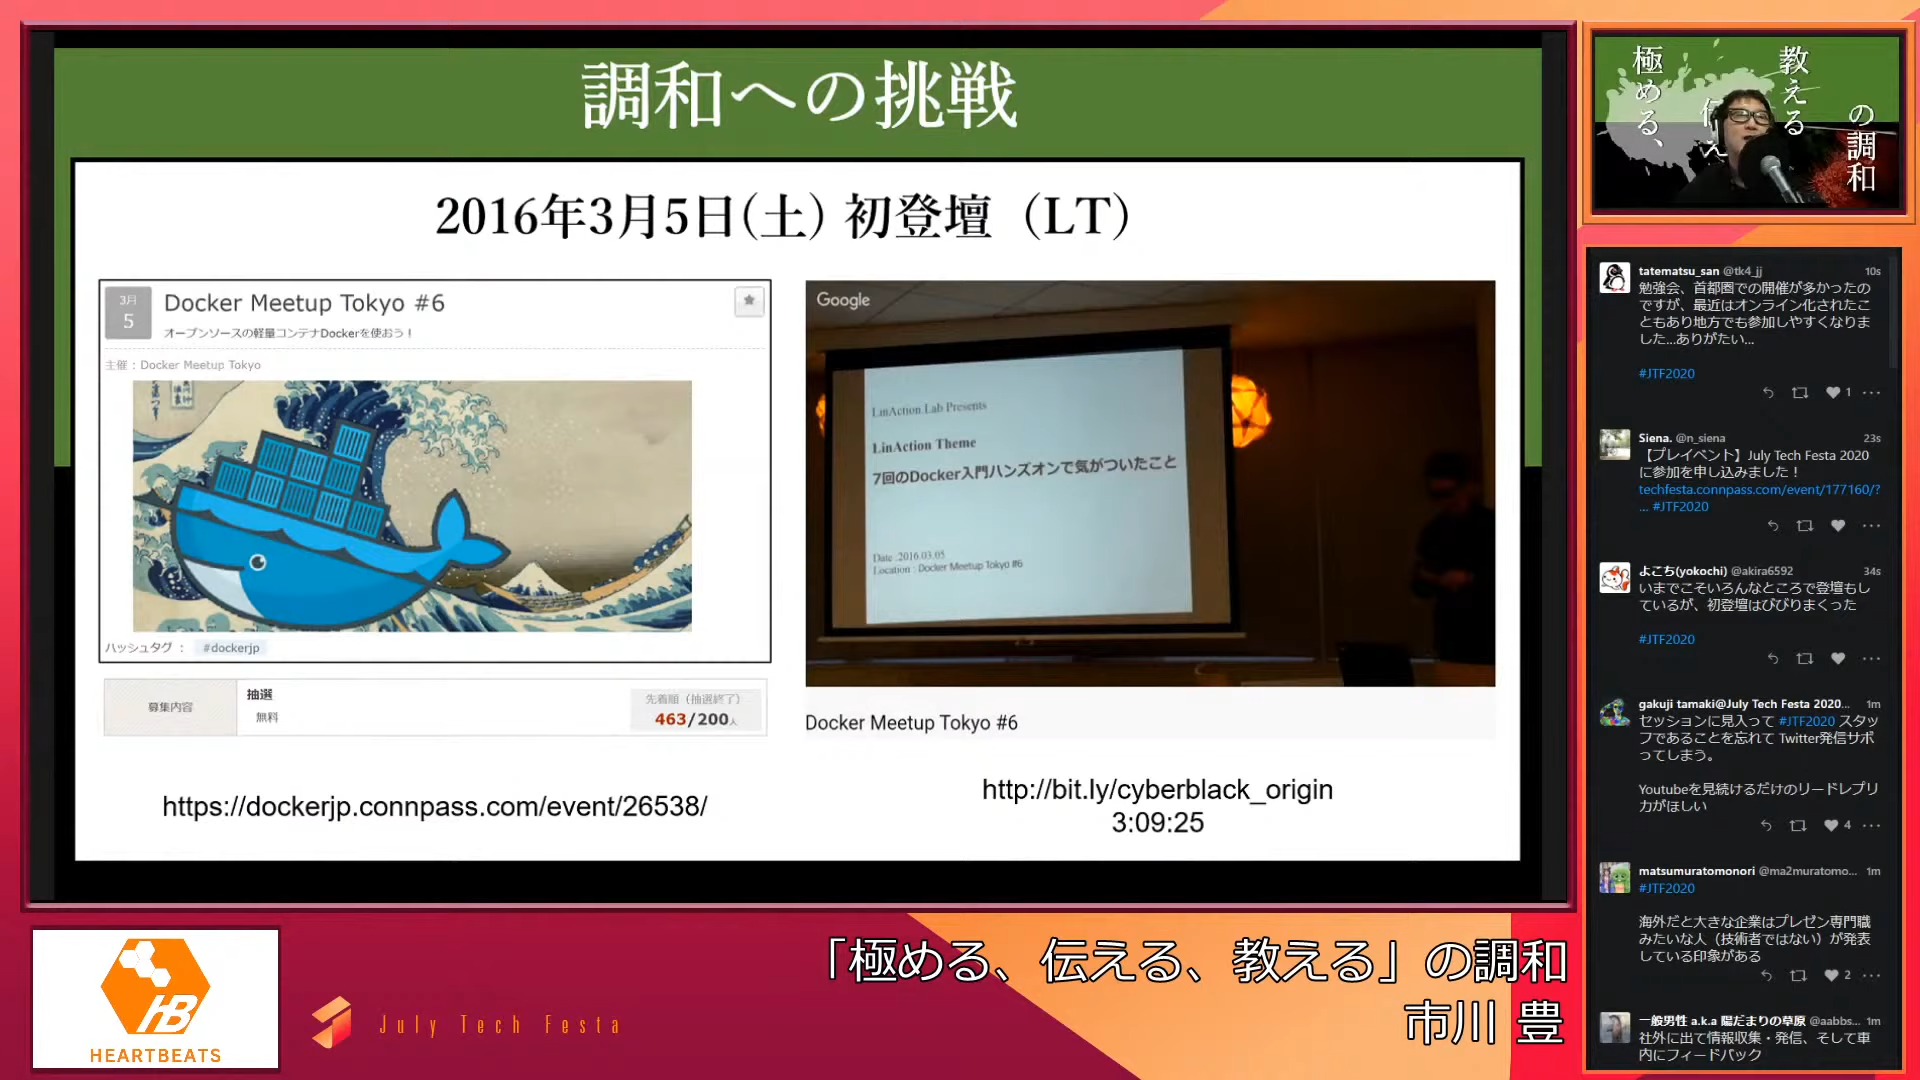 調和への挑戦
2016年3月5日(土) 初登壇（LT）
3月
5
Docker Meetup Tokyo #6
オープンソースの軽量コンテナDockerを使おう！
主催 : Docker Meetup Tokyo
ハッシュタグ ： #dockerjp
募集内容
抽選
無料
先着順（抽選終了）
463/200人
https://dockerjp.connpass.com/event/26538/
Google
LinAction.Lab Presents
LinAction Theme
7回のDocker入門ハンズオンで気がついたこと
Date :2016.03.05
Location : Docker Meetup Tokyo #6
Docker Meetup Tokyo #6
http://bit.ly/cyberblack_origin
3:09:25
極める、
教える
の調和
tatematsu_san @tk4_jj 10s
勉強会、首都圏での開催が多かったの
ですが、最近はオンライン化されたこ
ともあり地方でも参加しやすくなりま
した...ありがたい...
#JTF2020
1
Siena. @n_siena 23s
【プレイベント】July Tech Festa 2020
に参加を申し込みました！
techfesta.connpass.com/event/177160/?
... #JTF2020
よこち(yokochi) @akira6592 34s
いまでこそいろんなところで登壇もし
ているが、初登壇はびびりまくった
#JTF2020
gakuji tamaki@July Tech Festa 2020... 1m
セッションに見入って #JTF2020 スタッ
フであることを忘れて Twitter発信サボ
ってしまう。
Youtubeを見続けるだけのリードレプリ
カがほしい
4
matsumuratomonori @ma2muratomo... 1m
#JTF2020
海外だと大きな企業はプレゼン専門職
みたいな人（技術者ではない）が発表
している印象がある
2
一般男性 a.k.a 陽だまりの草原 @aabbs... 1m
社外に出て情報収集・発信、そして車
内にフィードバック
HB
HEARTBEATS
July Tech Festa
「極める、伝える、教える」の調和
市川 豊